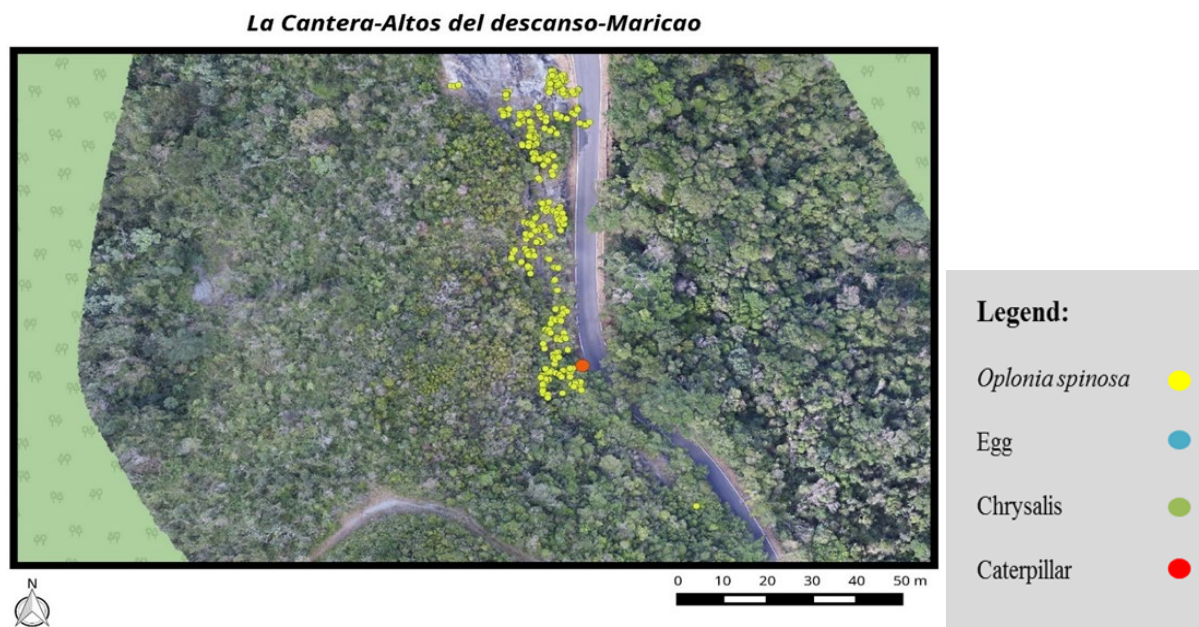 La Cantera-Altos del descanso-Maricao
Legend:
Oplonia spinosa
Egg
Chrysalis
Caterpillar
N
0 10 20 30 40 50 m